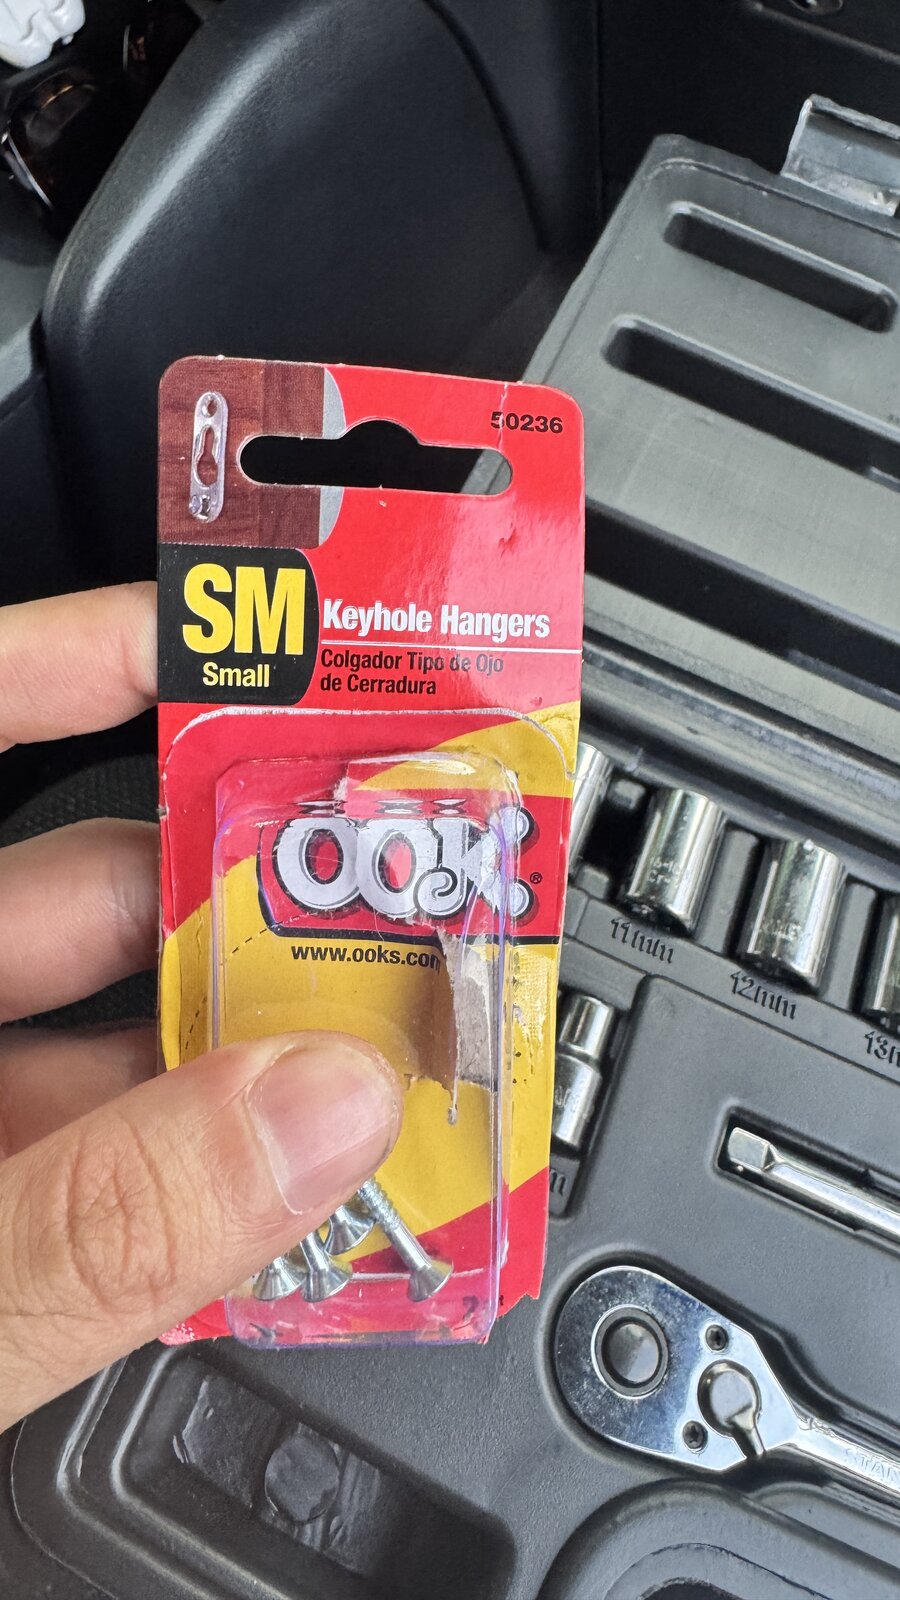 50236
SM
Small
Keyhole Hangers
Colgador Tipo de Ojo
de Cerradura
OOK®
www.ooks.com
11mm
12mm